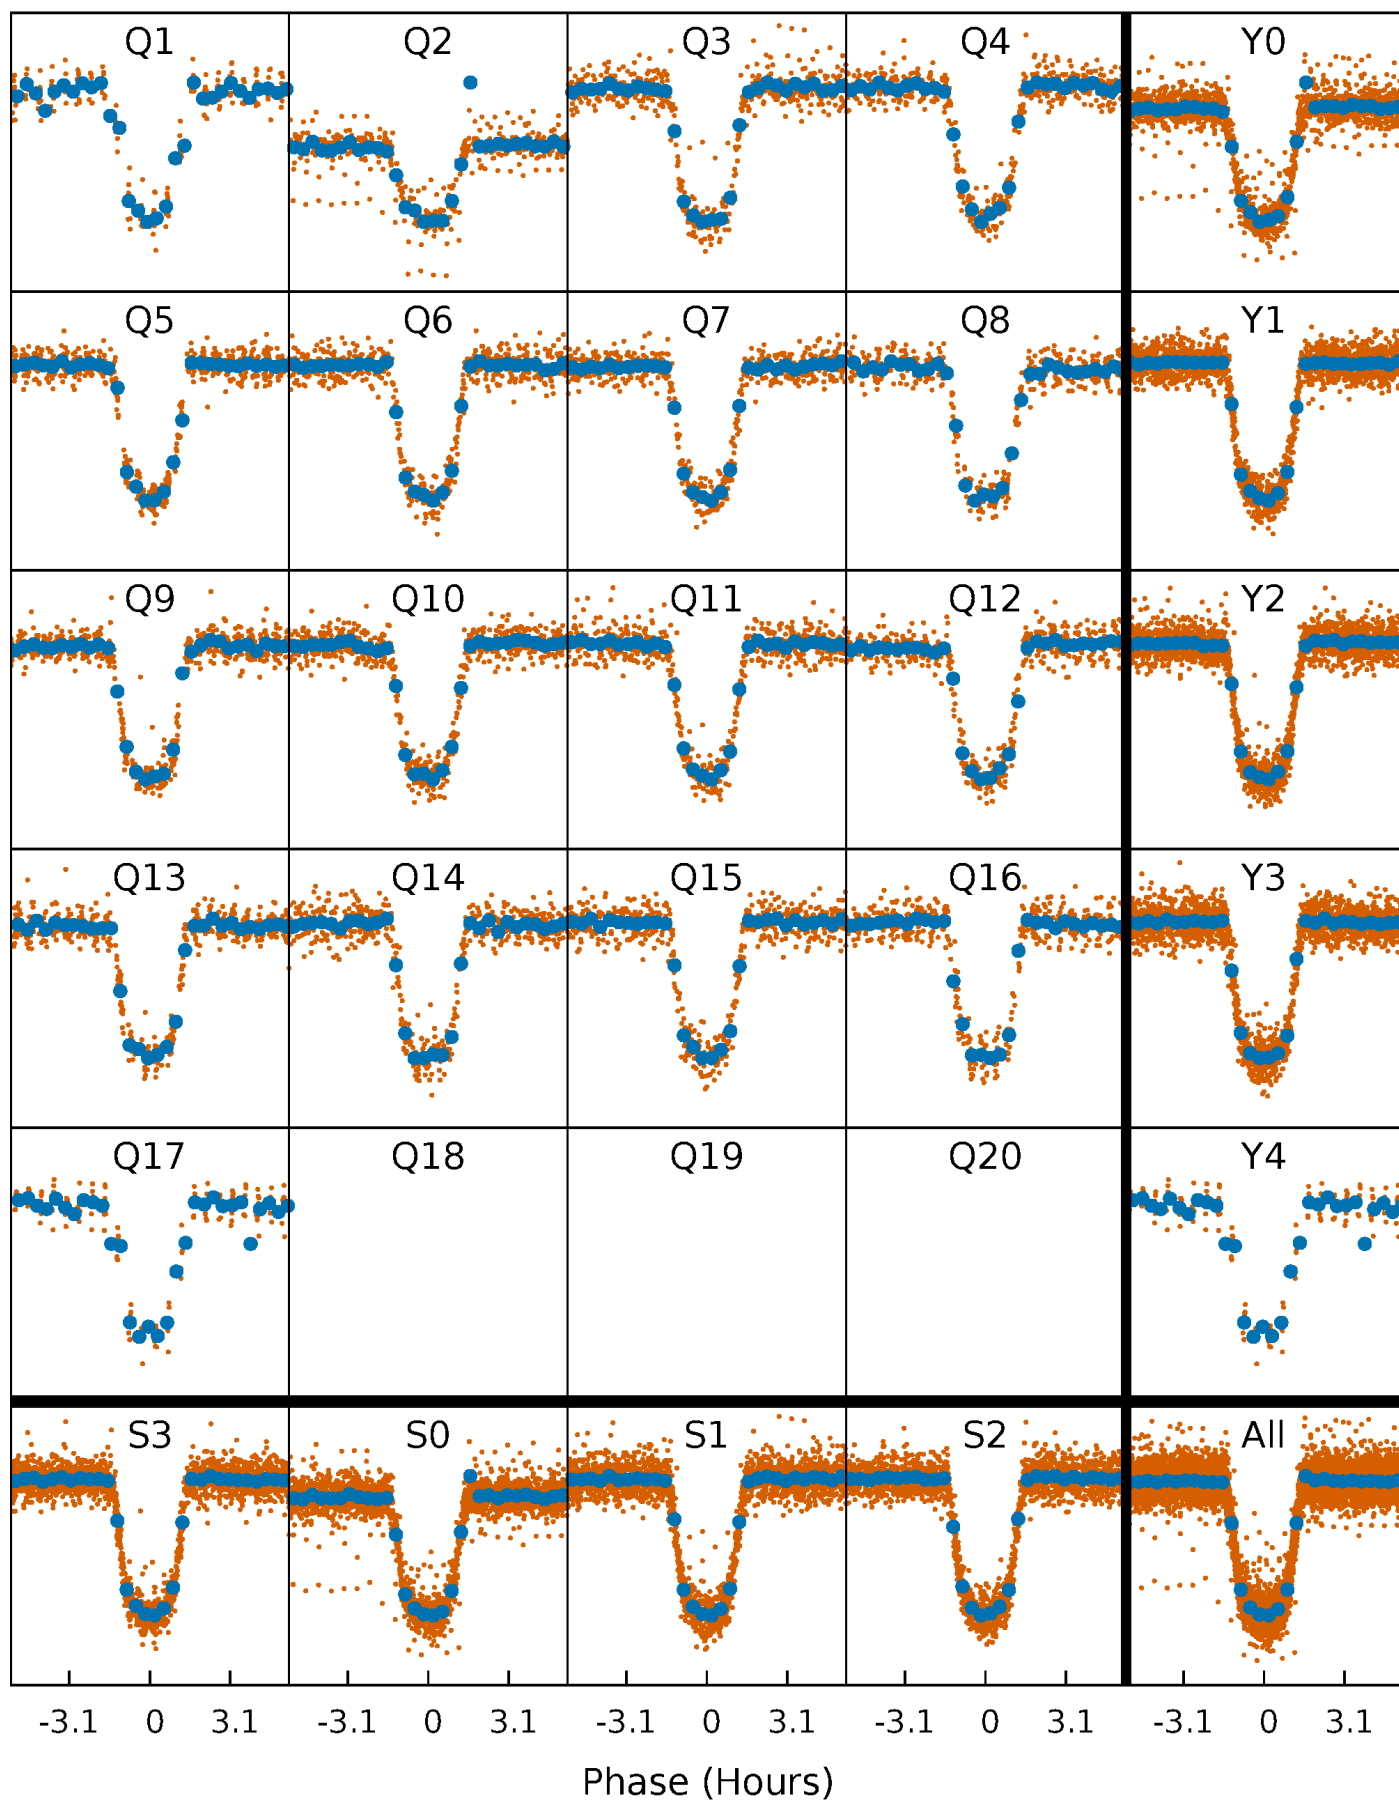 Q1 Q2 Q3 Q4 Y0
Q5 Q6 Q7 Q8 Y1
Q9 Q10 Q11 Q12 Y2
Q13 Q14 Q15 Q16 Y3
Q17 Q18 Q19 Q20 Y4
S3 S0 S1 S2 All
-3.1 0 3.1 -3.1 0 3.1 -3.1 0 3.1 -3.1 0 3.1 -3.1 0 3.1
Phase (Hours)